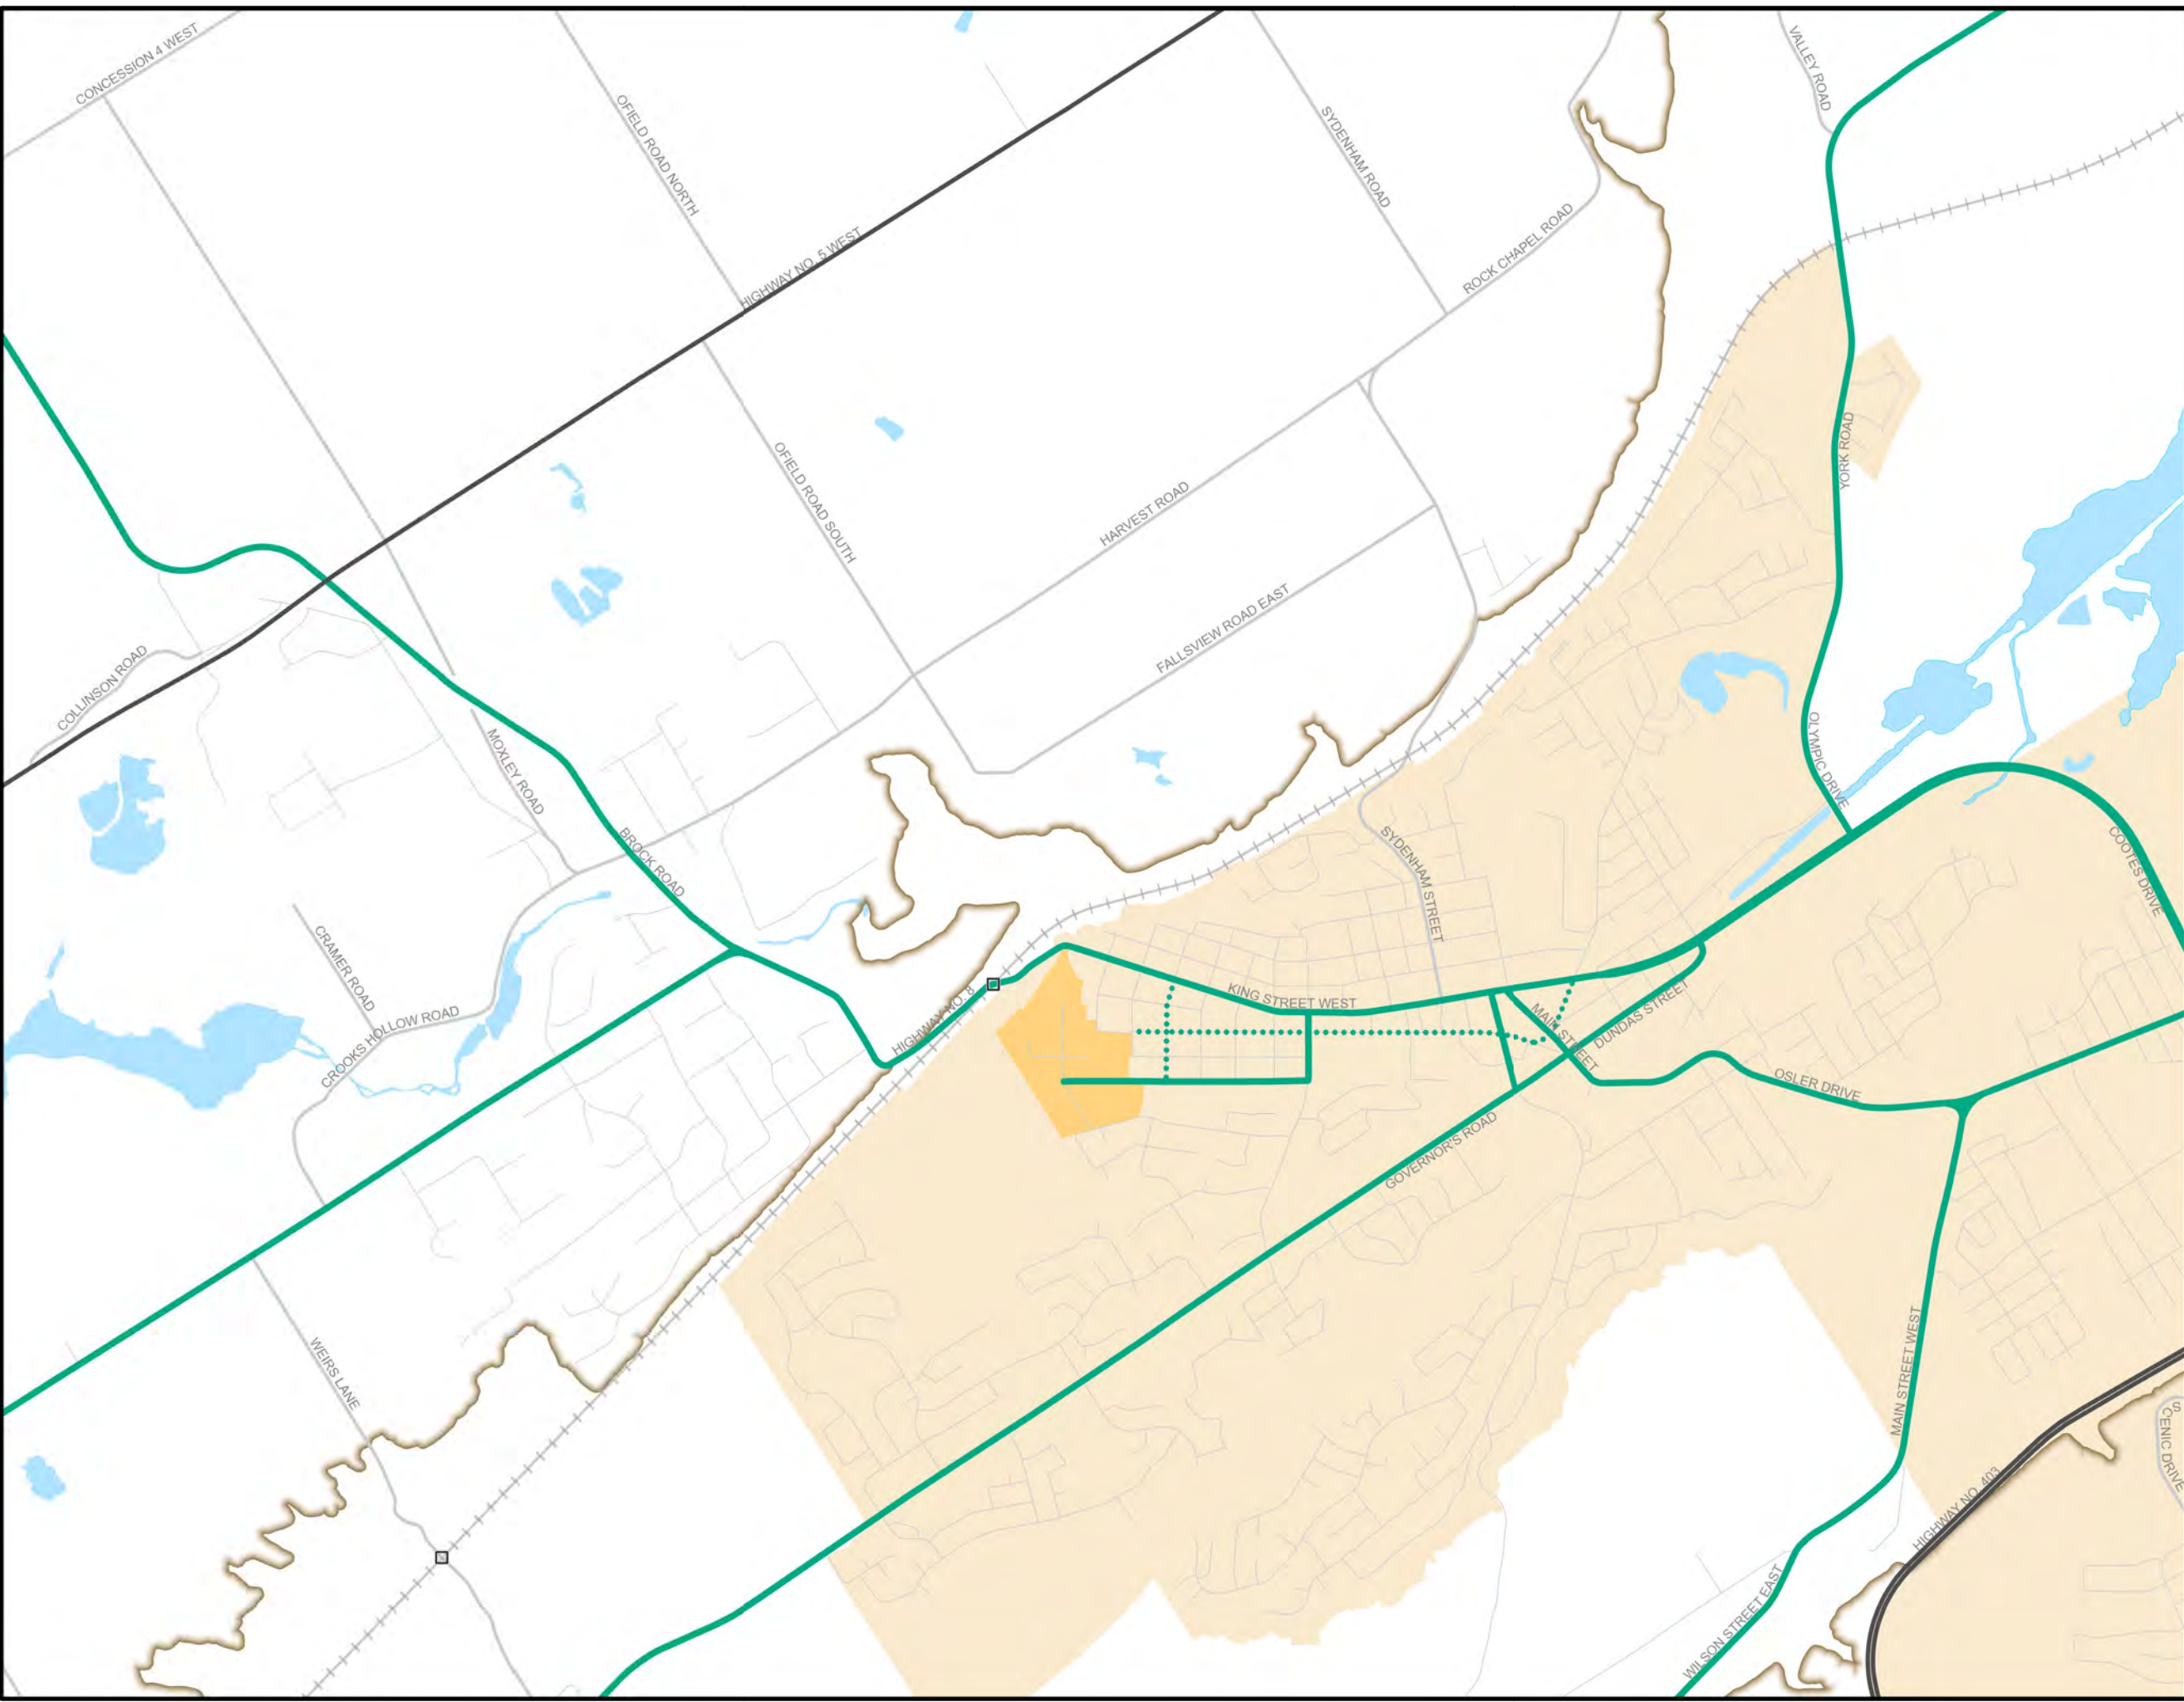 CONCESSION 4 WEST
VALLEY ROAD
OFIELD ROAD NORTH
SYDENHAM ROAD
ROCK CHAPEL ROAD
HIGHWAY NO. 5 WEST
YORK ROAD
OFIELD ROAD SOUTH
HARVEST ROAD
FALLSVIEW ROAD EAST
COLLINSON ROAD
MOXLEY ROAD
OLYMPIC DRIVE
BROCK ROAD
SYDENHAM STREET
COOTES DRIVE
CRAMER ROAD
HIGHWAY NO. 8
KING STREET WEST
MAIN STREET
DUNDAS STREET
CROOKS HOLLOW ROAD
OSLER DRIVE
GOVERNOR'S ROAD
WEIRS LANE
MAIN STREET WEST
SCENIC DRIVE
HIGHWAY NO. 403
WILSON STREET EAST